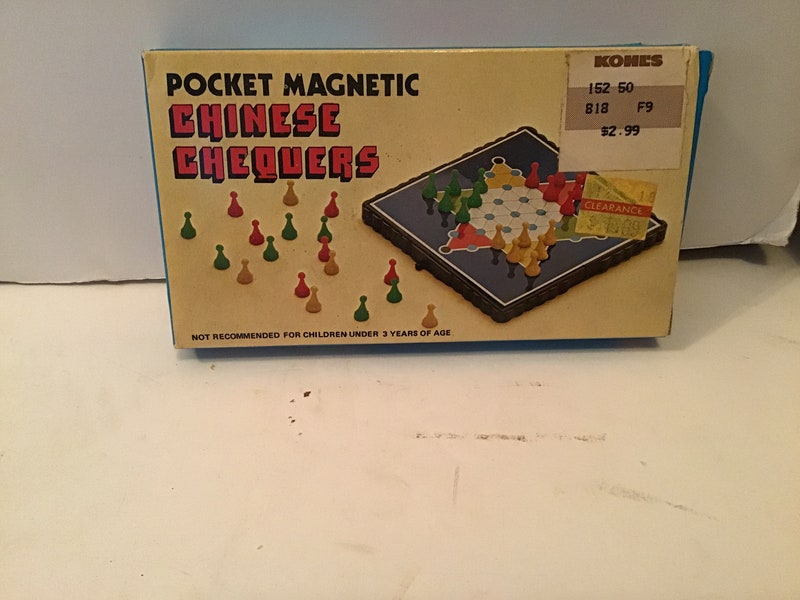 POCKET MAGNETIC
CHINESE
CHEQUERS
KOHL'S
152 50
818 F9
$2.99
CLEARANCE
NOT RECOMMENDED FOR CHILDREN UNDER 3 YEARS OF AGE